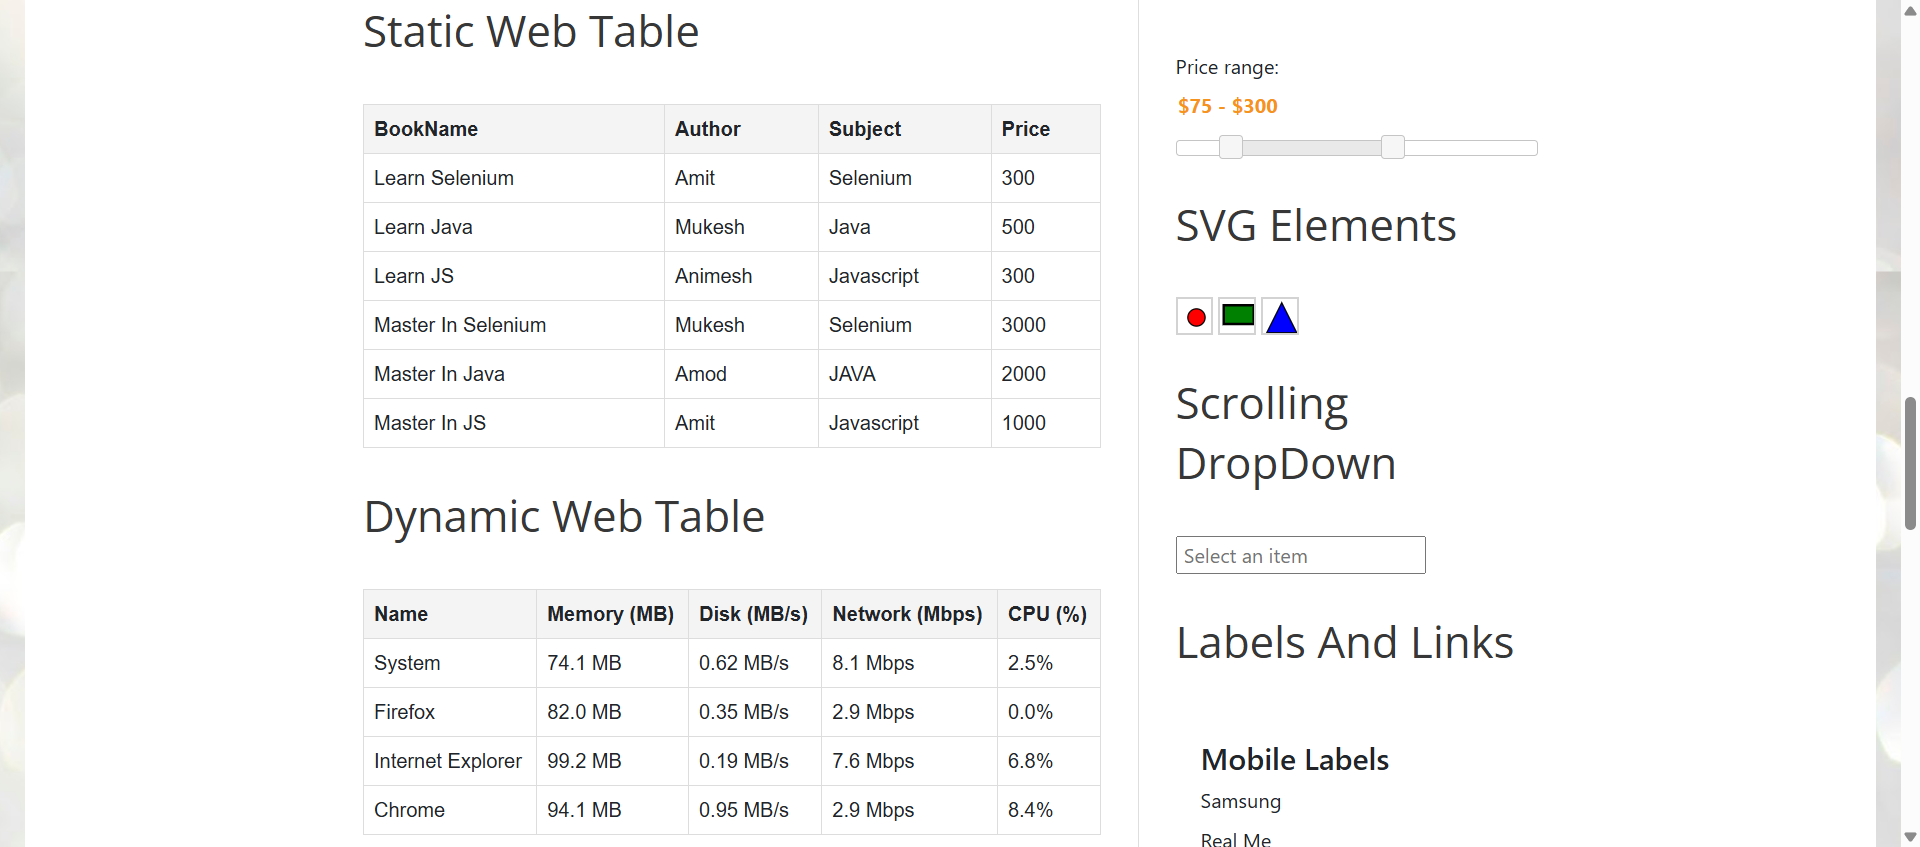 Static Web Table
BookName Author Subject Price
Learn Selenium Amit Selenium 300
Learn Java Mukesh Java 500
Learn JS Animesh Javascript 300
Master In Selenium Mukesh Selenium 3000
Master In Java Amod JAVA 2000
Master In JS Amit Javascript 1000
Dynamic Web Table
Name Memory (MB) Disk (MB/s) Network (Mbps) CPU (%)
System 74.1 MB 0.62 MB/s 8.1 Mbps 2.5%
Firefox 82.0 MB 0.35 MB/s 2.9 Mbps 0.0%
Internet Explorer 99.2 MB 0.19 MB/s 7.6 Mbps 6.8%
Chrome 94.1 MB 0.95 MB/s 2.9 Mbps 8.4%
Price range:
$75 - $300
SVG Elements
Scrolling
DropDown
Select an item
Labels And Links
Mobile Labels
Samsung
Real Me